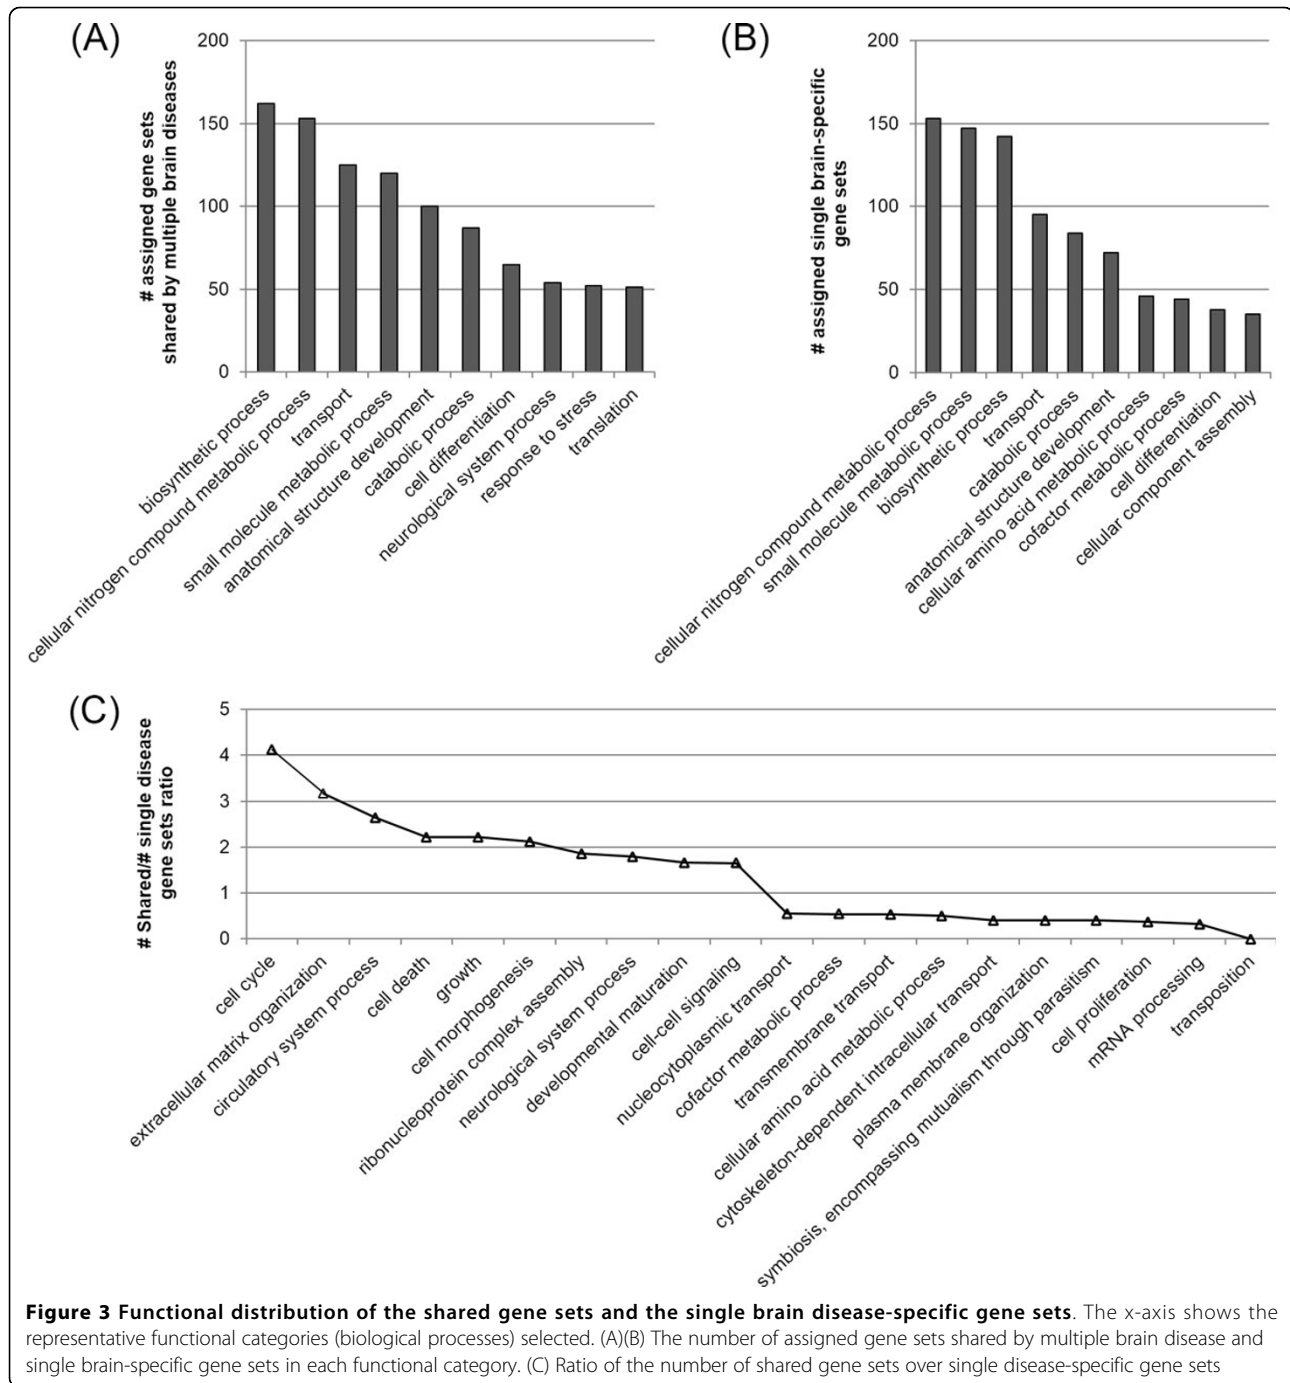 (A)
# assigned gene sets
shared by multiple brain diseases
200
150
100
50
0
biosynthetic process
cellular nitrogen compound metabolic process
transport
small molecule metabolic process
anatomical structure development
catabolic process
cell differentiation
neurological system process
response to stress
translation
(B)
# assigned single brain-specific
gene sets
200
150
100
50
0
cellular nitrogen compound metabolic process
small molecule metabolic process
biosynthetic process
transport
catabolic process
anatomical structure development
cellular amino acid metabolic process
cofactor metabolic process
cell differentiation
cellular component assembly
(C)
# Shared/# single disease
gene sets ratio
5
4
3
2
1
0
cell cycle
extracellular matrix organization
circulatory system process
cell death
growth
cell morphogenesis
ribonucleoprotein complex assembly
neurological system process
developmental maturation
cell-cell signaling
nucleocytoplasmic transport
cofactor metabolic process
transmembrane transport
cellular amino acid metabolic process
cytoskeleton-dependent intracellular transport
plasma membrane organization
symbiosis, encompassing mutualism through parasitism
cell proliferation
mRNA processing
transposition
Figure 3 Functional distribution of the shared gene sets and the single brain disease-specific gene sets. The x-axis shows the
representative functional categories (biological processes) selected. (A)(B) The number of assigned gene sets shared by multiple brain disease and
single brain-specific gene sets in each functional category. (C) Ratio of the number of shared gene sets over single disease-specific gene sets